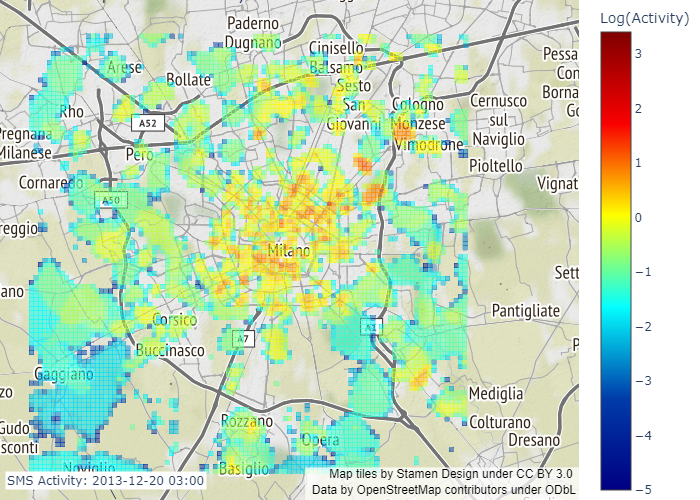 Log(Activity)
3
2
1
0
−1
−2
−3
−4
−5
Paderno
Dugnano
Cinisello
Balsamo
Arese
Bollate
Sesto
San
Giovanni
Cologno
Monzese
Cernusco
sul
Naviglio
Rho
A52
Pregnana
Milanese
Pero
Vimodrone
Pioltello
Cornaredo
A50
Vignat
reggio
Milano
Sett
ano
Pantigliate
Corsico
A1
A7
Buccinasco
Gaggiano
Mediglia
Rozzano
Colturano
Opera
Dresano
Gudo
sconti
Noviglio
Basiglio
Pessa
Con
Borna
Go
zo
P
SMS Activity: 2013-12-20 03:00
Map tiles by Stamen Design under CC BY 3.0
Data by OpenStreetMap contributors under ODbL